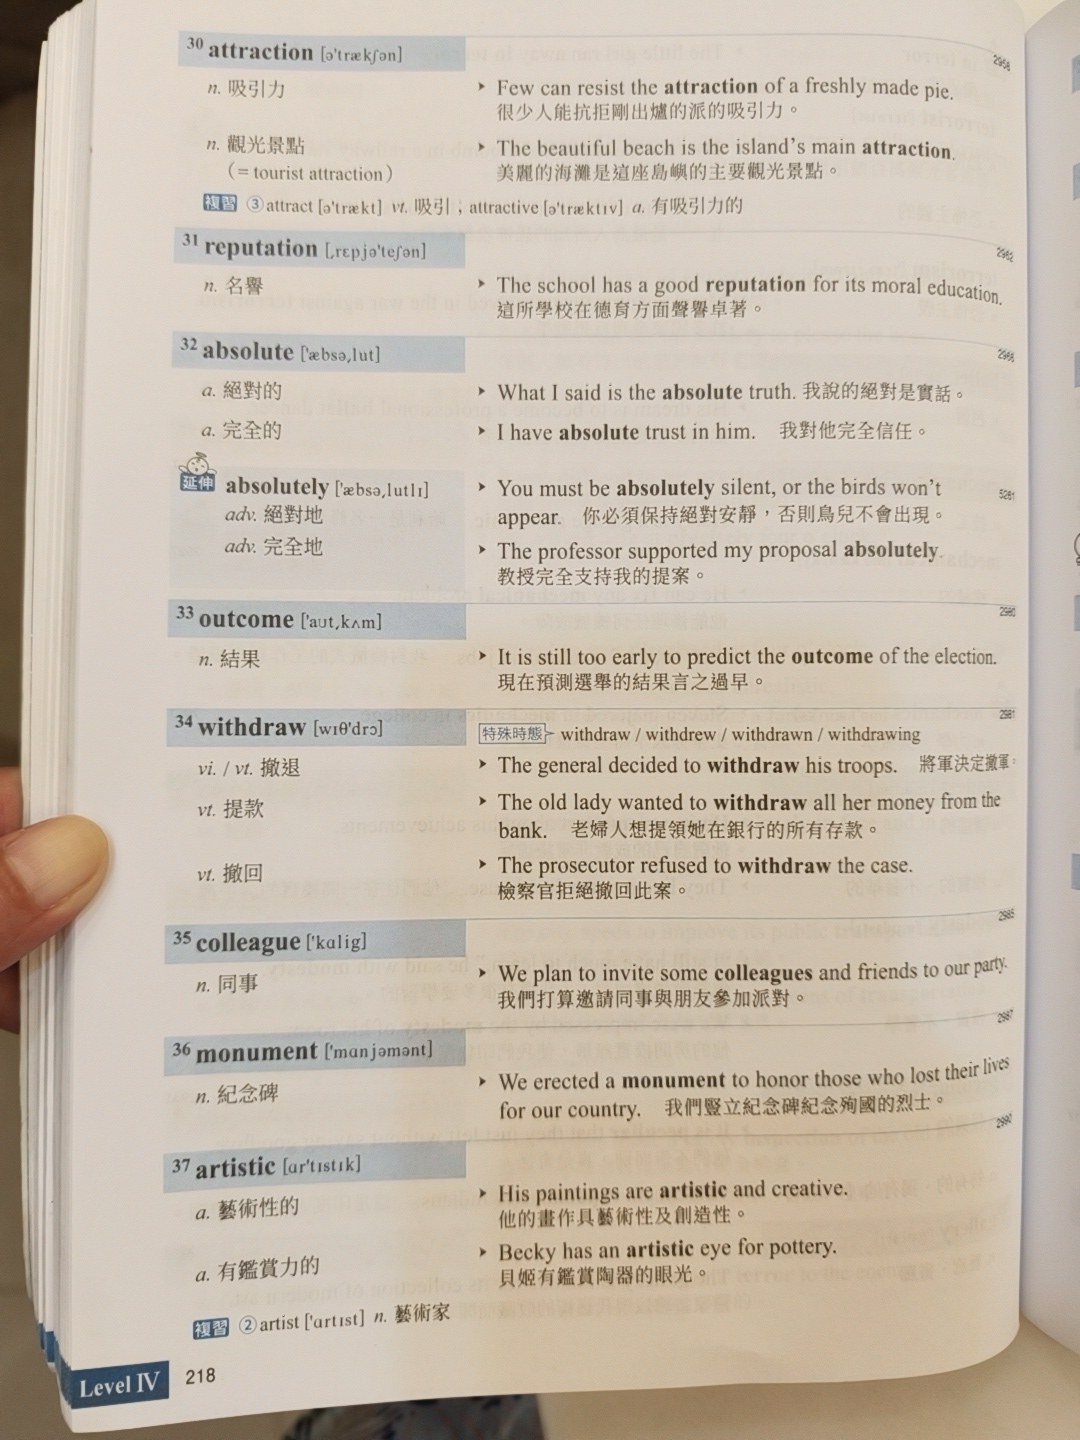 30 attraction [ə'trækʃən] 2958
n. 吸引力
‣ Few can resist the attraction of a freshly made pie.
很少人能抗拒剛出爐的派的吸引力。
n. 觀光景點
(= tourist attraction)
‣ The beautiful beach is the island's main attraction.
美麗的海灘是這座島嶼的主要觀光景點。
複習 ③attract [ə'trækt] vt. 吸引；attractive [ə'træktɪv] a. 有吸引力的
31 reputation [ˌrɛpjə'teʃən] 2962
n. 名譽
‣ The school has a good reputation for its moral education.
這所學校在德育方面聲譽卓著。
32 absolute ['æbsəˌlut] 2966
a. 絕對的
‣ What I said is the absolute truth. 我說的絕對是實話。
a. 完全的
‣ I have absolute trust in him. 我對他完全信任。
延伸 absolutely ['æbsəˌlutlɪ] 5281
adv. 絕對地
‣ You must be absolutely silent, or the birds won't
appear. 你必須保持絕對安靜，否則鳥兒不會出現。
adv. 完全地
‣ The professor supported my proposal absolutely.
教授完全支持我的提案。
33 outcome ['aʊtˌkʌm] 2980
n. 結果
‣ It is still too early to predict the outcome of the election.
現在預測選舉的結果言之過早。
34 withdraw [wɪθ'drɔ] 2981
特殊時態 withdraw / withdrew / withdrawn / withdrawing
vi. / vt. 撤退
‣ The general decided to withdraw his troops. 將軍決定撤軍。
vt. 提款
‣ The old lady wanted to withdraw all her money from the
bank. 老婦人想提領她在銀行的所有存款。
vt. 撤回
‣ The prosecutor refused to withdraw the case.
檢察官拒絕撤回此案。
35 colleague ['kɑlig] 2985
n. 同事
‣ We plan to invite some colleagues and friends to our party.
我們打算邀請同事與朋友參加派對。
36 monument ['mɑnjəmənt] 2987
n. 紀念碑
‣ We erected a monument to honor those who lost their lives
for our country. 我們豎立紀念碑紀念殉國的烈士。
37 artistic [ɑr'tɪstɪk] 2990
a. 藝術性的
‣ His paintings are artistic and creative.
他的畫作具藝術性及創造性。
a. 有鑑賞力的
‣ Becky has an artistic eye for pottery.
貝姬有鑑賞陶器的眼光。
複習 ②artist ['ɑrtɪst] n. 藝術家
Level IV 218